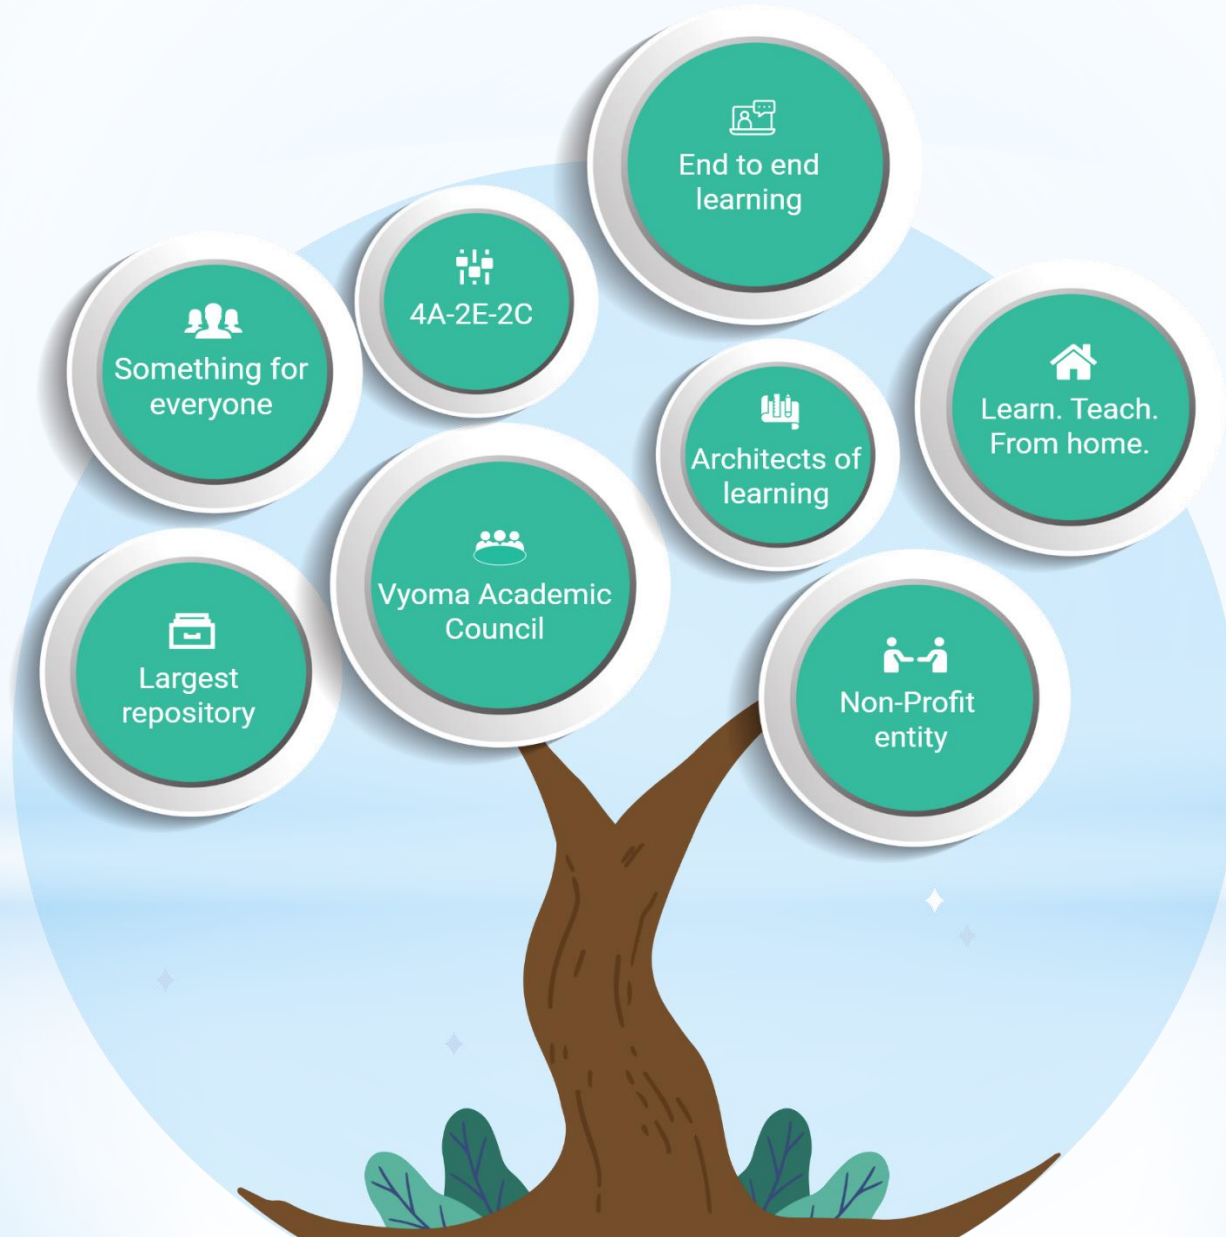 End to end
learning
4A-2E-2C
Something for
everyone
Learn. Teach.
From home.
Architects of
learning
Vyoma Academic
Council
Largest
repository
Non-Profit
entity